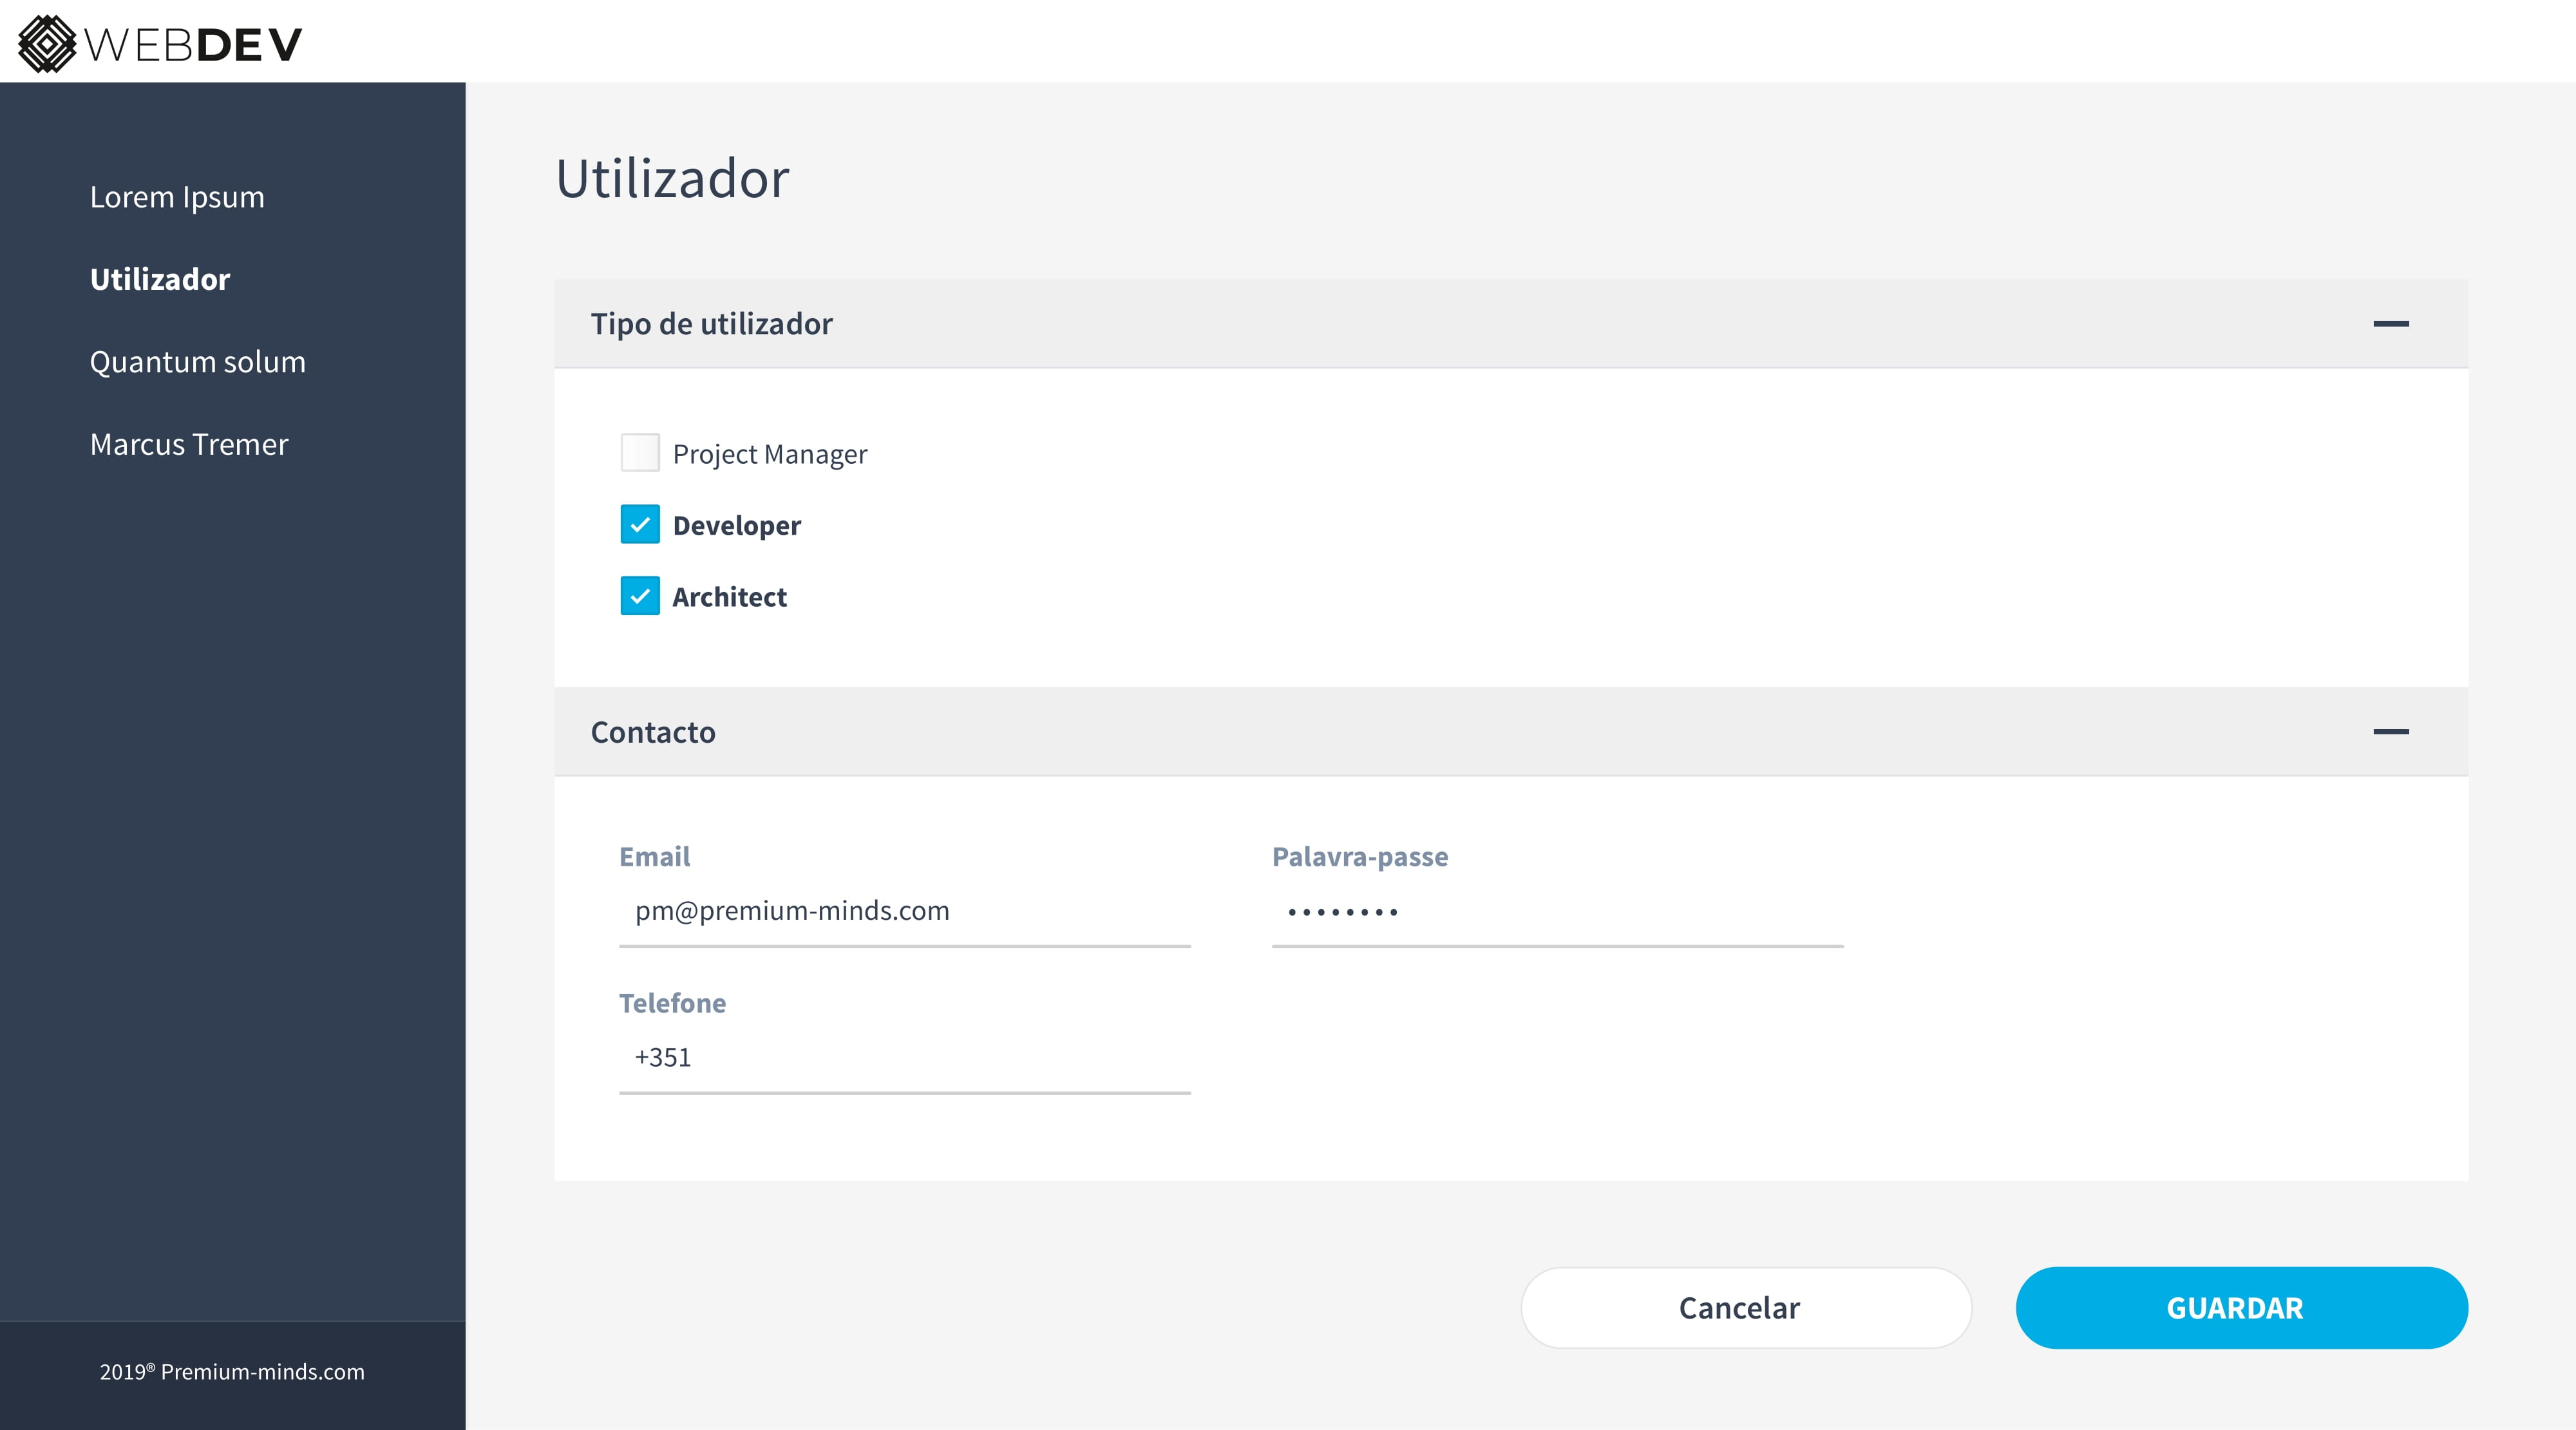 WEBDEV
Lorem Ipsum
Utilizador
Quantum solum
Marcus Tremer
2019® Premium-minds.com
Utilizador
Tipo de utilizador
Project Manager
Developer
Architect
Contacto
Email
pm@premium-minds.com
Palavra-passe
••••••••
Telefone
+351
Cancelar
GUARDAR